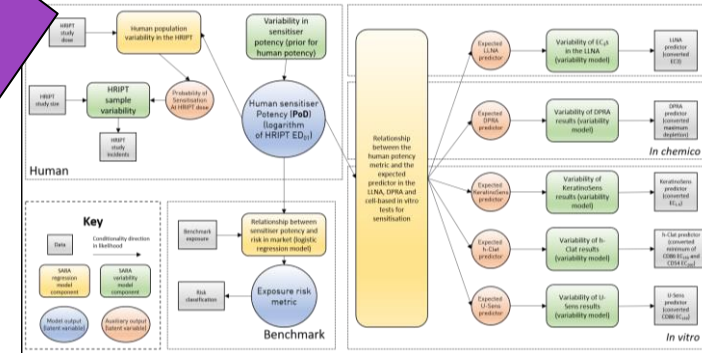 HRIPT
study
dose
Human population
variability in the HRIPT
Variability in
sensitiser
potency (prior for
human potency)
HRIPT
study size
HRIPT
sample
variability
Probability of
Sensitisation
At HRIPT dose
Human sensitiser
Potency (PoD)
(logarithm
of HRIPT ED01)
HRIPT
study
incidents
Human
Key
Data
Conditionality direction
in likelihood
SARA
regression
model
component
SARA
variability
model
component
Model output
(latent variable)
Auxiliary output
(latent variable)
Benchmark
exposure
Relationship between
sensitiser potency and
risk in market (logistic
regression model)
Risk
classification
Exposure risk
metric
Benchmark
Relationship
between
the human
potency
metric and the
expected
predictor in the
LLNA, DPRA and
cell-based in vitro
tests for
sensitisation
Expected
LLNA
predictor
Variability of EC3s
in the LLNA
(variability model)
LLNA
predictor
(converted
EC3)
Expected
DPRA
predictor
Variability of DPRA
results (variability
model)
DPRA
predictor
(converted
maximum
depletion)
In chemico
Expected
KeratinoSens
predictor
Variability of
KeratinoSens
results (variability
model)
KeratinoSens
predictor
(converted
Expected
h-Clat
predictor
Variability of h-
Clat results
(variability
model)
h-Clat predictor
(converted
minimum of
CD86 EC150 and
CD54 EC200)
Expected
U-Sens
predictor
Variability of U-
Sens results
(variability model)
U-Sens
predictor
(converted
CD86 EC150)
In vitro